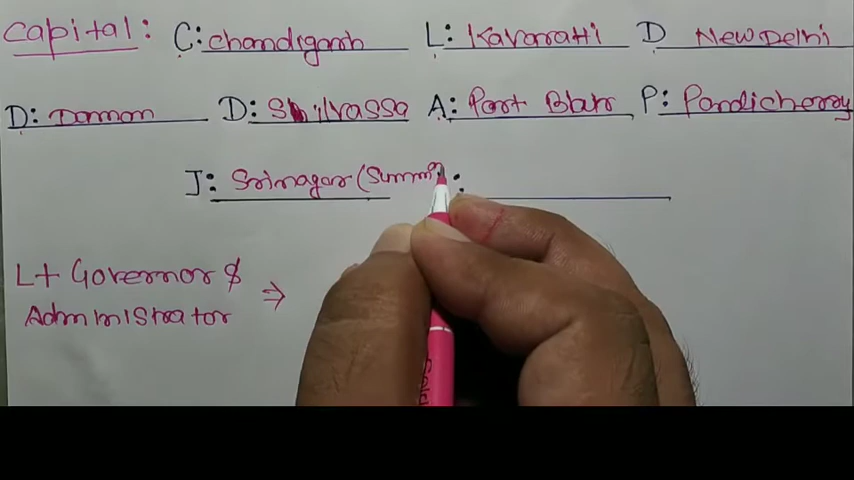 Capital: C: chandigarh L: Kavaratti D New Delhi
D: Daman D: Silvassa A: Port Blair P: Pondicherry
J: Srinagar (Summ :
Lt Governor &
Administrator ⇒